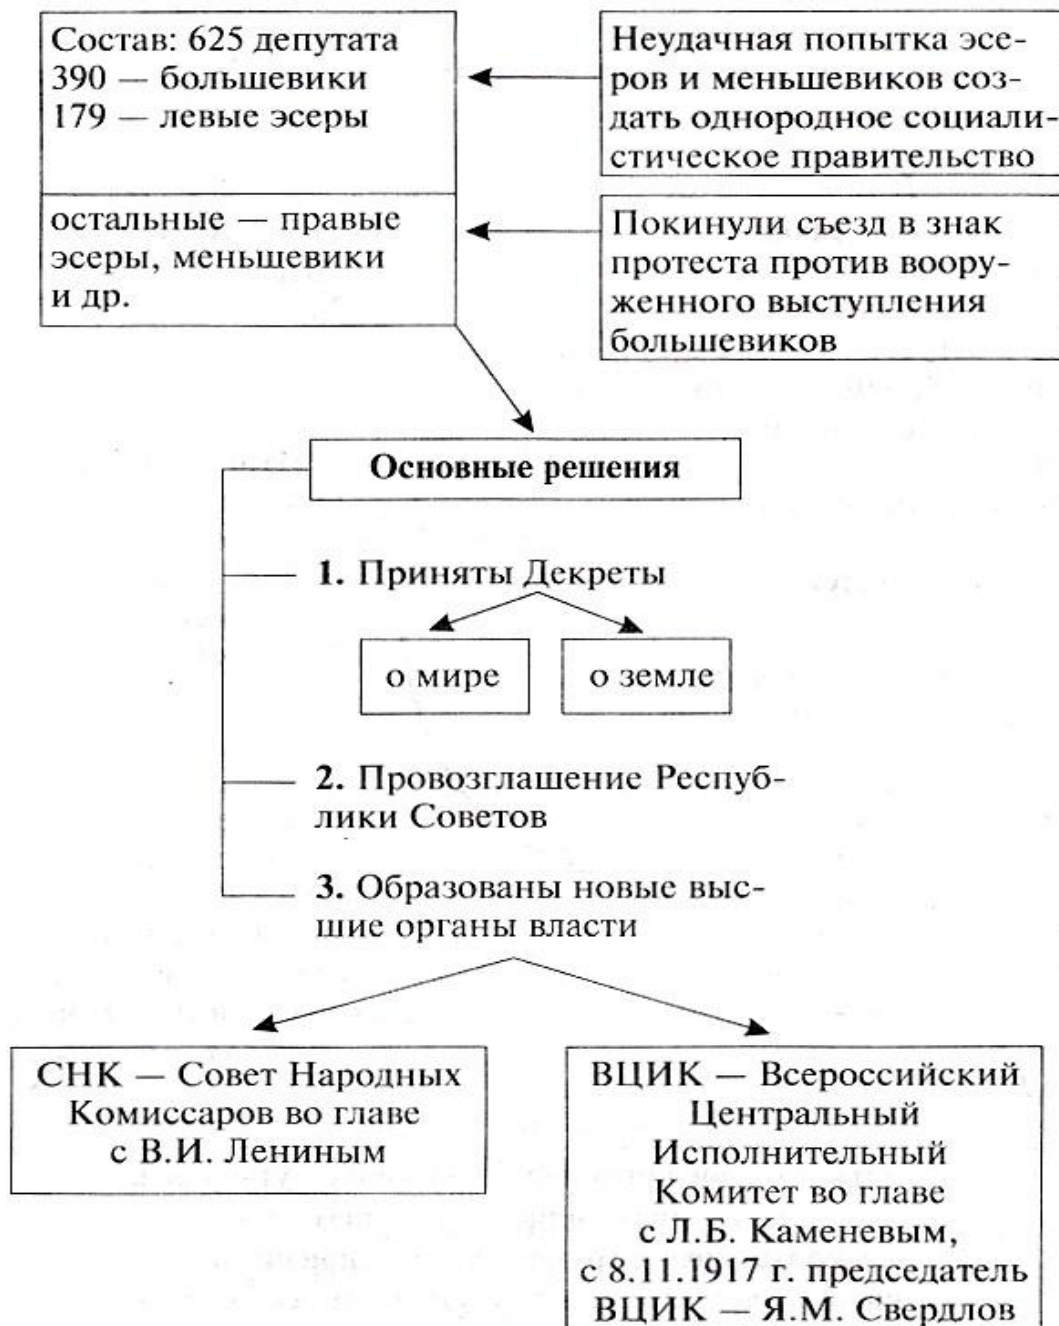 Состав: 625 депутата
390 — большевики
179 — левые эсеры
остальные — правые
эсеры, меньшевики
и др.
Неудачная попытка эсе-
ров и меньшевиков соз-
дать однородное социали-
стическое правительство
Покинули съезд в знак
протеста против воору-
женного выступления
большевиков
Основные решения
1. Приняты Декреты
о мире
о земле
2. Провозглашение Респуб-
лики Советов
3. Образованы новые выс-
шие органы власти
СНК — Совет Народных
Комиссаров во главе
с В.И. Лениным
ВЦИК — Всероссийский
Центральный
Исполнительный
Комитет во главе
с Л.Б. Каменевым,
с 8.11.1917 г. председатель
ВЦИК — Я.М. Свердлов